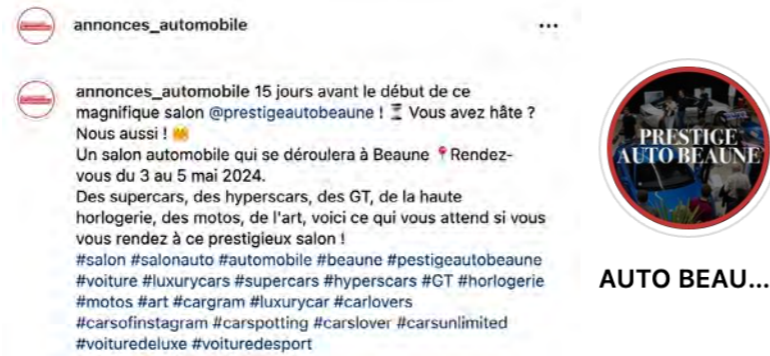 annonces_automobile
annonces_automobile 15 jours avant le début de ce
magnifique salon @prestigeautobeaune ! ⏳ Vous avez hâte ?
Nous aussi ! 🙌
Un salon automobile qui se déroulera à Beaune 📍Rendez-
vous du 3 au 5 mai 2024.
Des supercars, des hyperscars, des GT, de la haute
horlogerie, des motos, de l'art, voici ce qui vous attend si vous
vous rendez à ce prestigieux salon !
#salon #salonauto #automobile #beaune #pestigeautobeaune
#voiture #luxurycars #supercars #hyperscars #GT #horlogerie
#motos #art #cargram #luxurycar #carlovers
#carsofinstagram #carspotting #carslover #carsunlimited
#voituredeluxe #voituredesport
PRESTIGE
AUTO BEAUNE
AUTO BEAU...